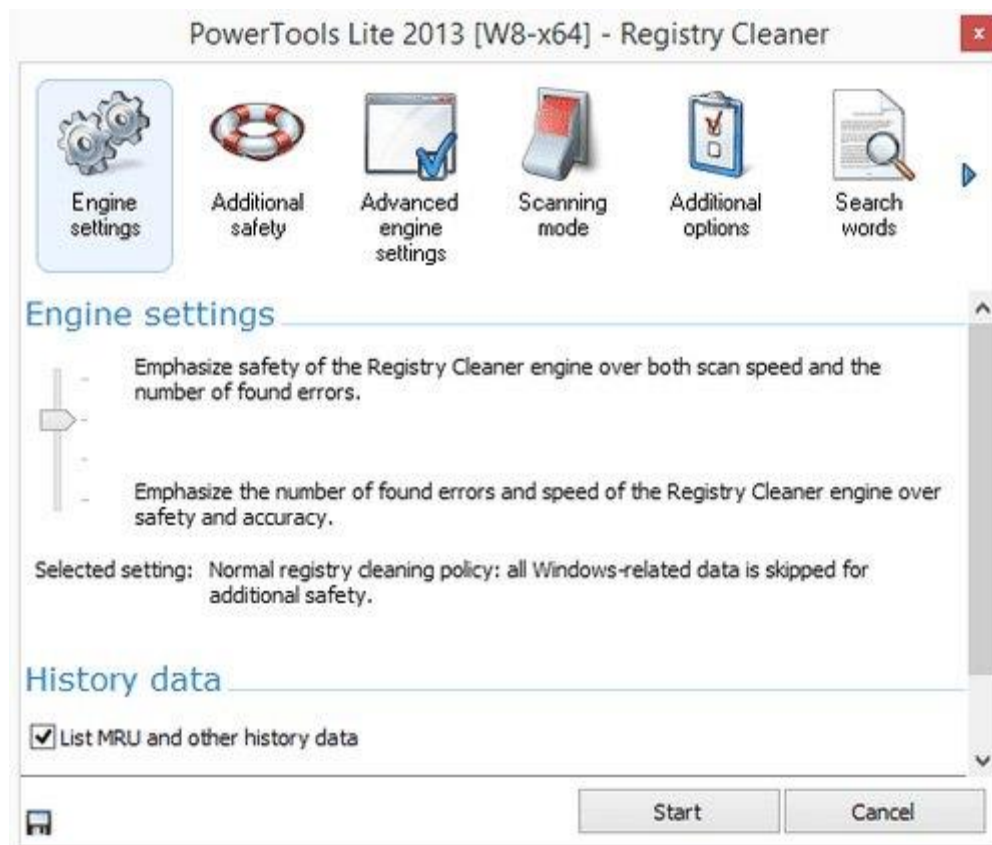 PowerTools Lite 2013 [W8-x64] - Registry Cleaner
x
Engine
settings
Additional
safety
Advanced
engine
settings
Scanning
mode
Additional
options
Search
words
Engine settings
Emphasize safety of the Registry Cleaner engine over both scan speed and the
number of found errors.
Emphasize the number of found errors and speed of the Registry Cleaner engine over
safety and accuracy.
Selected setting: Normal registry cleaning policy: all Windows-related data is skipped for
additional safety.
History data
List MRU and other history data
Start
Cancel